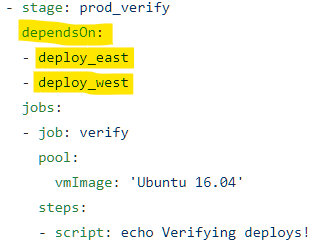 - stage: prod_verify
dependsOn:
- deploy_east
- deploy_west
jobs:
- job: verify
pool:
vmImage: 'Ubuntu 16.04'
steps:
- script: echo Verifying deploys!